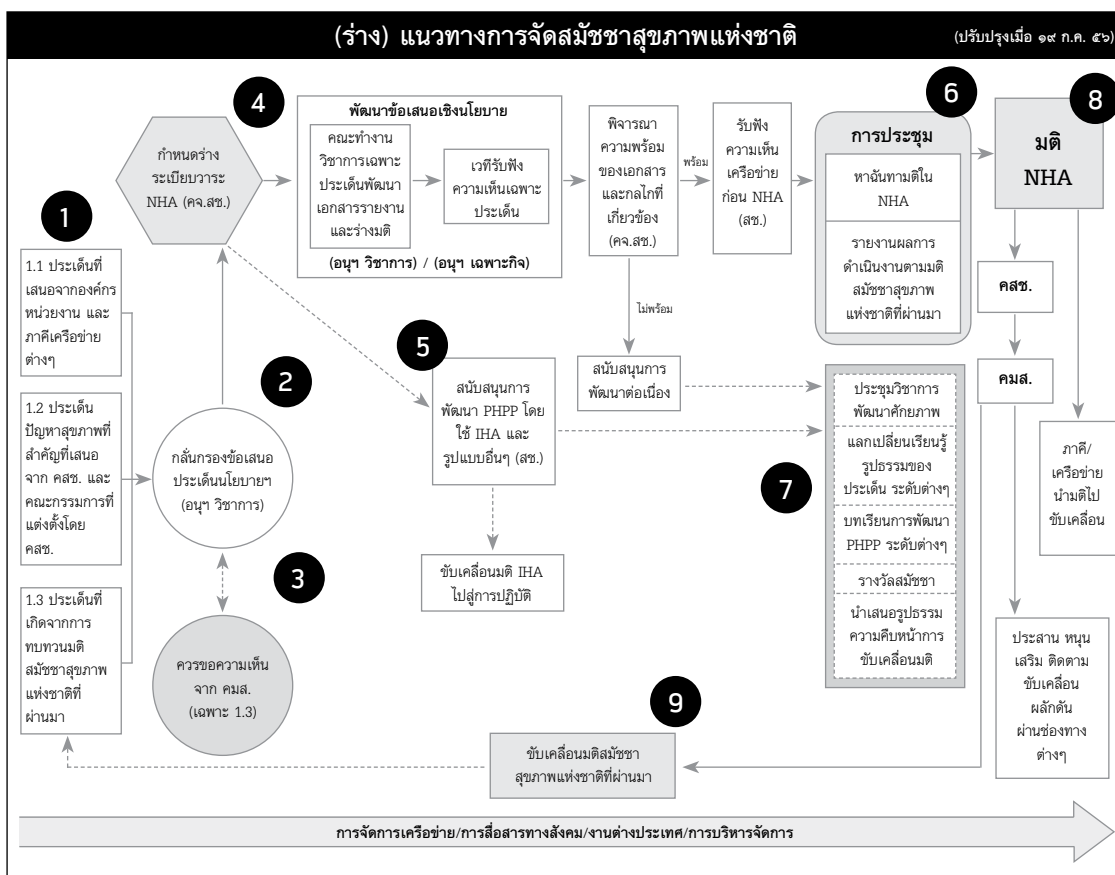 (ร่าง) แนวทางการจัดสมัชชาสุขภาพแห่งชาติ
(ปรับปรุงเมื่อ ๑๙ ก.ค. ๕๖)
1
1.1 ประเด็นที่
เสนอจากองค์กร
หน่วยงาน และ
ภาคีเครือข่าย
ต่างๆ
1.2 ประเด็น
ปัญหาสุขภาพที่
สำคัญที่เสนอ
จาก คสช. และ
คณะกรรมการที่
แต่งตั้งโดย
คสช.
1.3 ประเด็นที่
เกิดจากการ
ทบทวนมติ
สมัชชาสุขภาพ
แห่งชาติที่
ผ่านมา
2
กลั่นกรองข้อเสนอ
ประเด็นนโยบายฯ
(อนุฯ วิชาการ)
3
ควรขอความเห็น
จาก คมส.
(เฉพาะ 1.3)
4
กำหนดร่าง
ระเบียบวาระ
NHA (คจ.สช.)
พัฒนาข้อเสนอเชิงนโยบาย
คณะทำงาน
วิชาการเฉพาะ
ประเด็นพัฒนา
เอกสารรายงาน
และร่างมติ
เวทีรับฟัง
ความเห็นเฉพาะ
ประเด็น
(อนุฯ วิชาการ) / (อนุฯ เฉพาะกิจ)
พิจารณา
ความพร้อม
ของเอกสาร
และกลไกที่
เกี่ยวข้อง
(คจ.สช.)
พร้อม
ไม่พร้อม
รับฟัง
ความเห็น
เครือข่าย
ก่อน NHA
(สช.)
สนับสนุนการ
พัฒนาต่อเนื่อง
5
สนับสนุนการ
พัฒนา PHPP โดย
ใช้ IHA และ
รูปแบบอื่นๆ (สช.)
ขับเคลื่อนมติ IHA
ไปสู่การปฏิบัติ
6
การประชุม
หาฉันทามติใน
NHA
รายงานผลการ
ดำเนินงานตามมติ
สมัชชาสุขภาพ
แห่งชาติที่ผ่านมา
7
ประชุมวิชาการ
พัฒนาศักยภาพ
แลกเปลี่ยนเรียนรู้
รูปธรรมของ
ประเด็น ระดับต่างๆ
บทเรียนการพัฒนา
PHPP ระดับต่างๆ
รางวัลสมัชชา
นำเสนอรูปธรรม
ความคืบหน้าการ
ขับเคลื่อนมติ
8
มติ
NHA
คสช.
คมส.
ภาคี/
เครือข่าย
นำมติไป
ขับเคลื่อน
ประสาน หนุน
เสริม ติดตาม
ขับเคลื่อน
ผลักดัน
ผ่านช่องทาง
ต่างๆ
9
ขับเคลื่อนมติสมัชชา
สุขภาพแห่งชาติที่ผ่านมา
การจัดการเครือข่าย/การสื่อสารทางสังคม/งานต่างประเทศ/การบริหารจัดการ